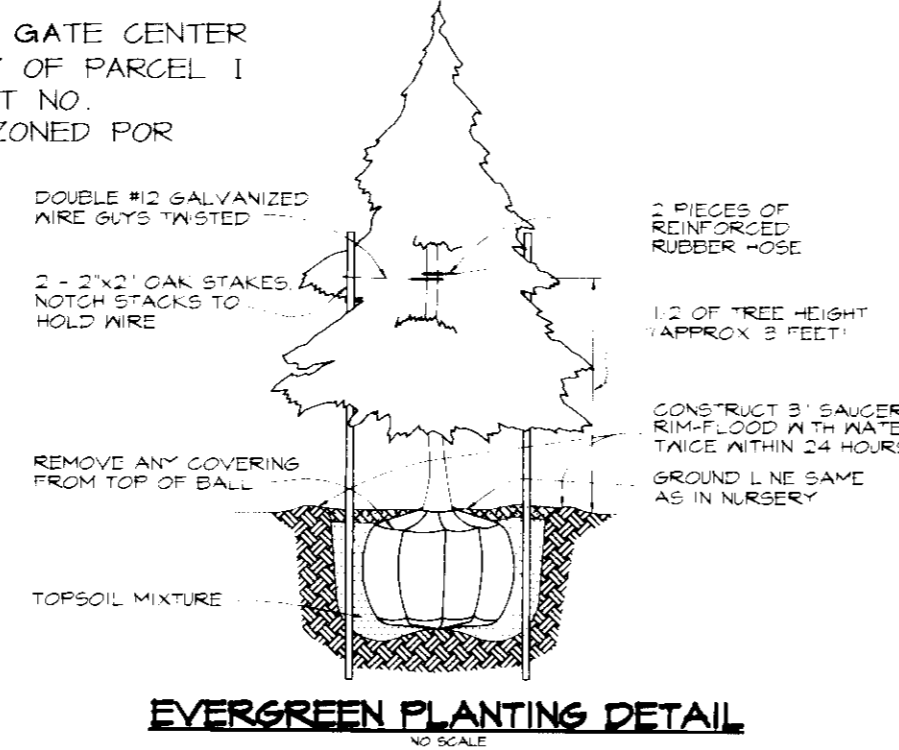 GATE CENTER
OF PARCEL I
T NO.
ZONED POR
DOUBLE #12 GALVANIZED
WIRE GUYS TWISTED
2 - 2"x2" OAK STAKES,
NOTCH STACKS TO
HOLD WIRE
REMOVE ANY COVERING
FROM TOP OF BALL
TOPSOIL MIXTURE
2 PIECES OF
REINFORCED
RUBBER HOSE
1/2 OF TREE HEIGHT
(APPROX 3 FEET)
CONSTRUCT 3" SAUCER
RIM-FLOOD WITH WATE
TWICE WITHIN 24 HOURS
GROUND LINE SAME
AS IN NURSERY
EVERGREEN PLANTING DETAIL
NO SCALE